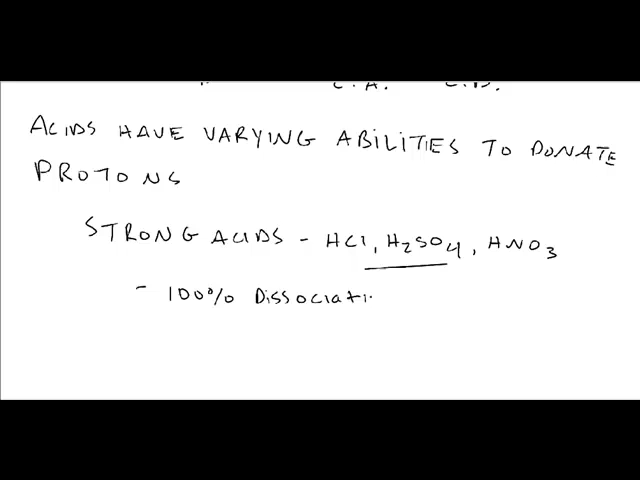 ACIDS HAVE VARYING ABILITIES TO DONATE
PROTONS
STRONG ACIDS - HCl, H2SO4, HNO3
- 100% DISSOCIATI